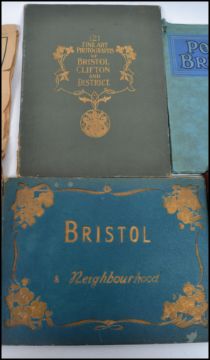 121
FINE ART
PHOTOGRAPHS
OF
BRISTOL
CLIFTON
AND
DISTRICT
BRISTOL
& Neighbourhood